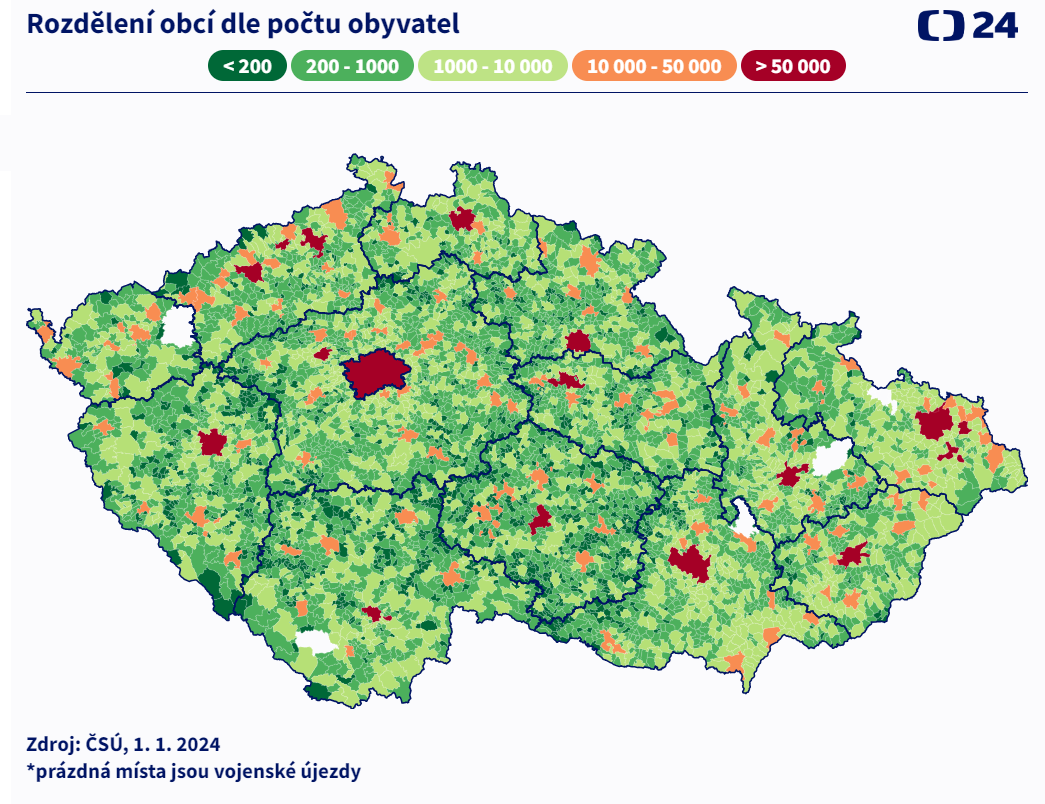 Rozdělení obcí dle počtu obyvatel
24
< 200
200 - 1000
1000 - 10 000
10 000 - 50 000
> 50 000
Zdroj: ČSÚ, 1. 1. 2024
*prázdná místa jsou vojenské újezdy